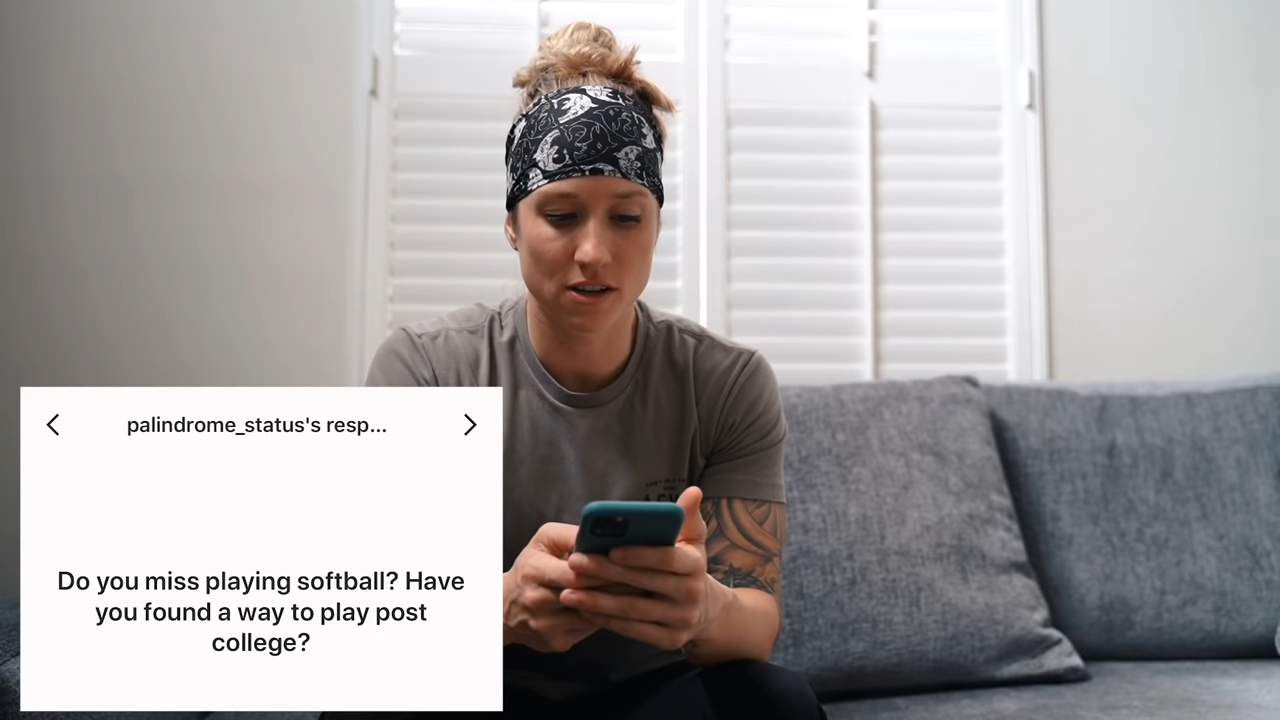 palindrome_status's resp...
Do you miss playing softball? Have
you found a way to play post
college?